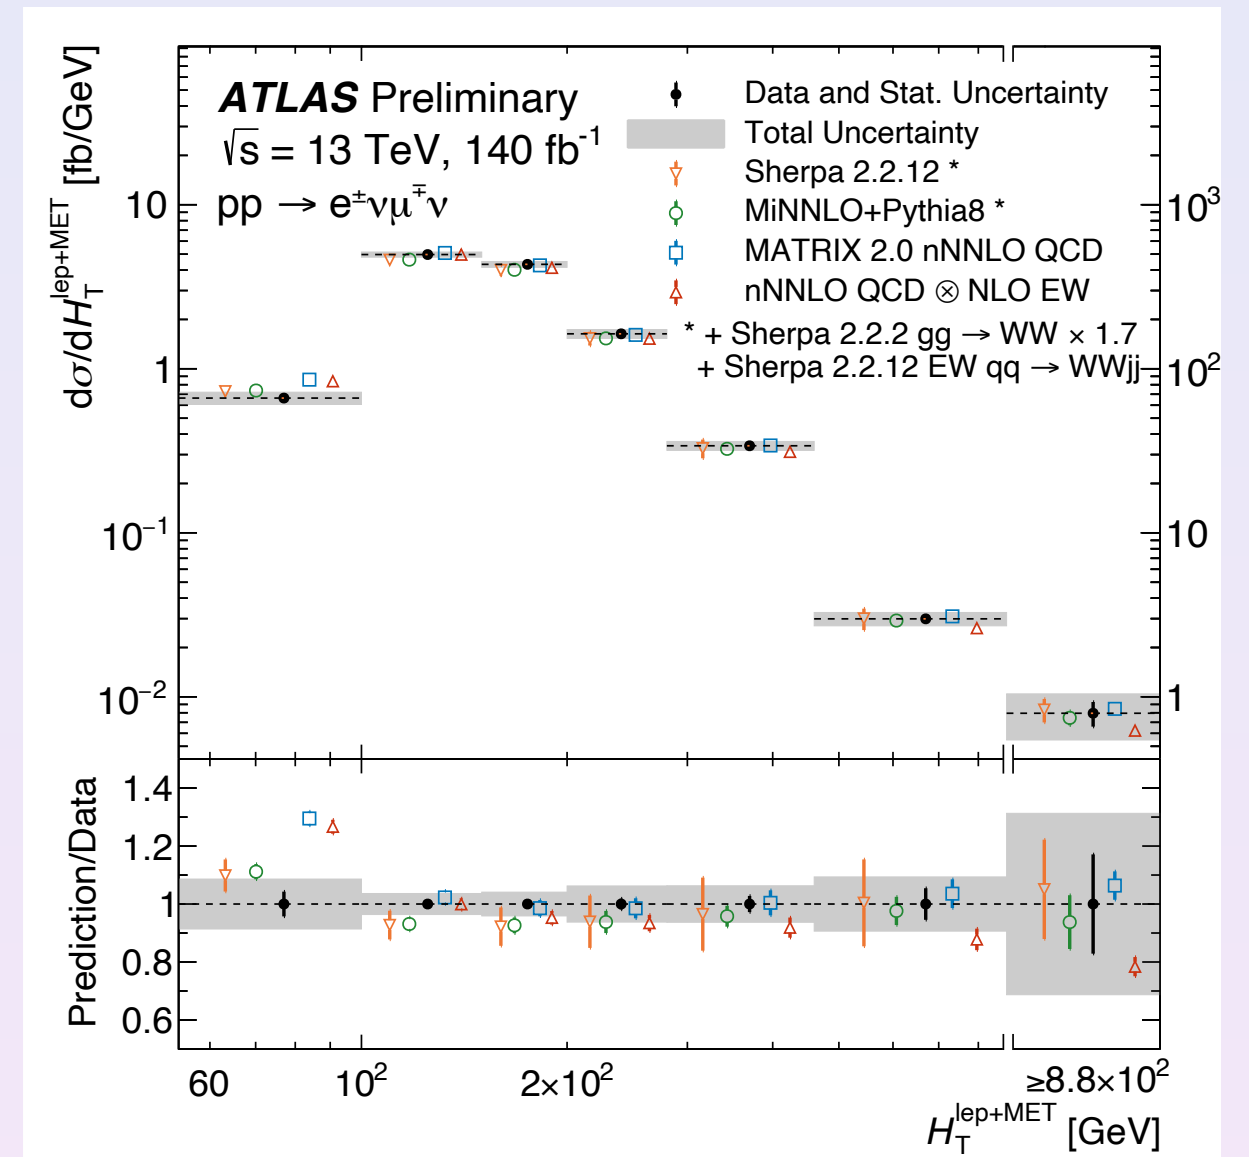 dσ/dH_T^{lep+MET} [fb/GeV]
ATLAS Preliminary
√s = 13 TeV, 140 fb⁻¹
pp → e^±νμ^∓ν
Data and Stat. Uncertainty
Total Uncertainty
Sherpa 2.2.12 *
MiNNLO+Pythia8 *
MATRIX 2.0 nNNLO QCD
nNNLO QCD ⊗ NLO EW
* + Sherpa 2.2.2 gg → WW × 1.7
+ Sherpa 2.2.12 EW qq → WWjj
10
1
10⁻¹
10⁻²
10³
10²
10
1
Prediction/Data
1.4
1.2
1
0.8
0.6
60
10²
2×10²
≥8.8×10²
H_T^{lep+MET} [GeV]